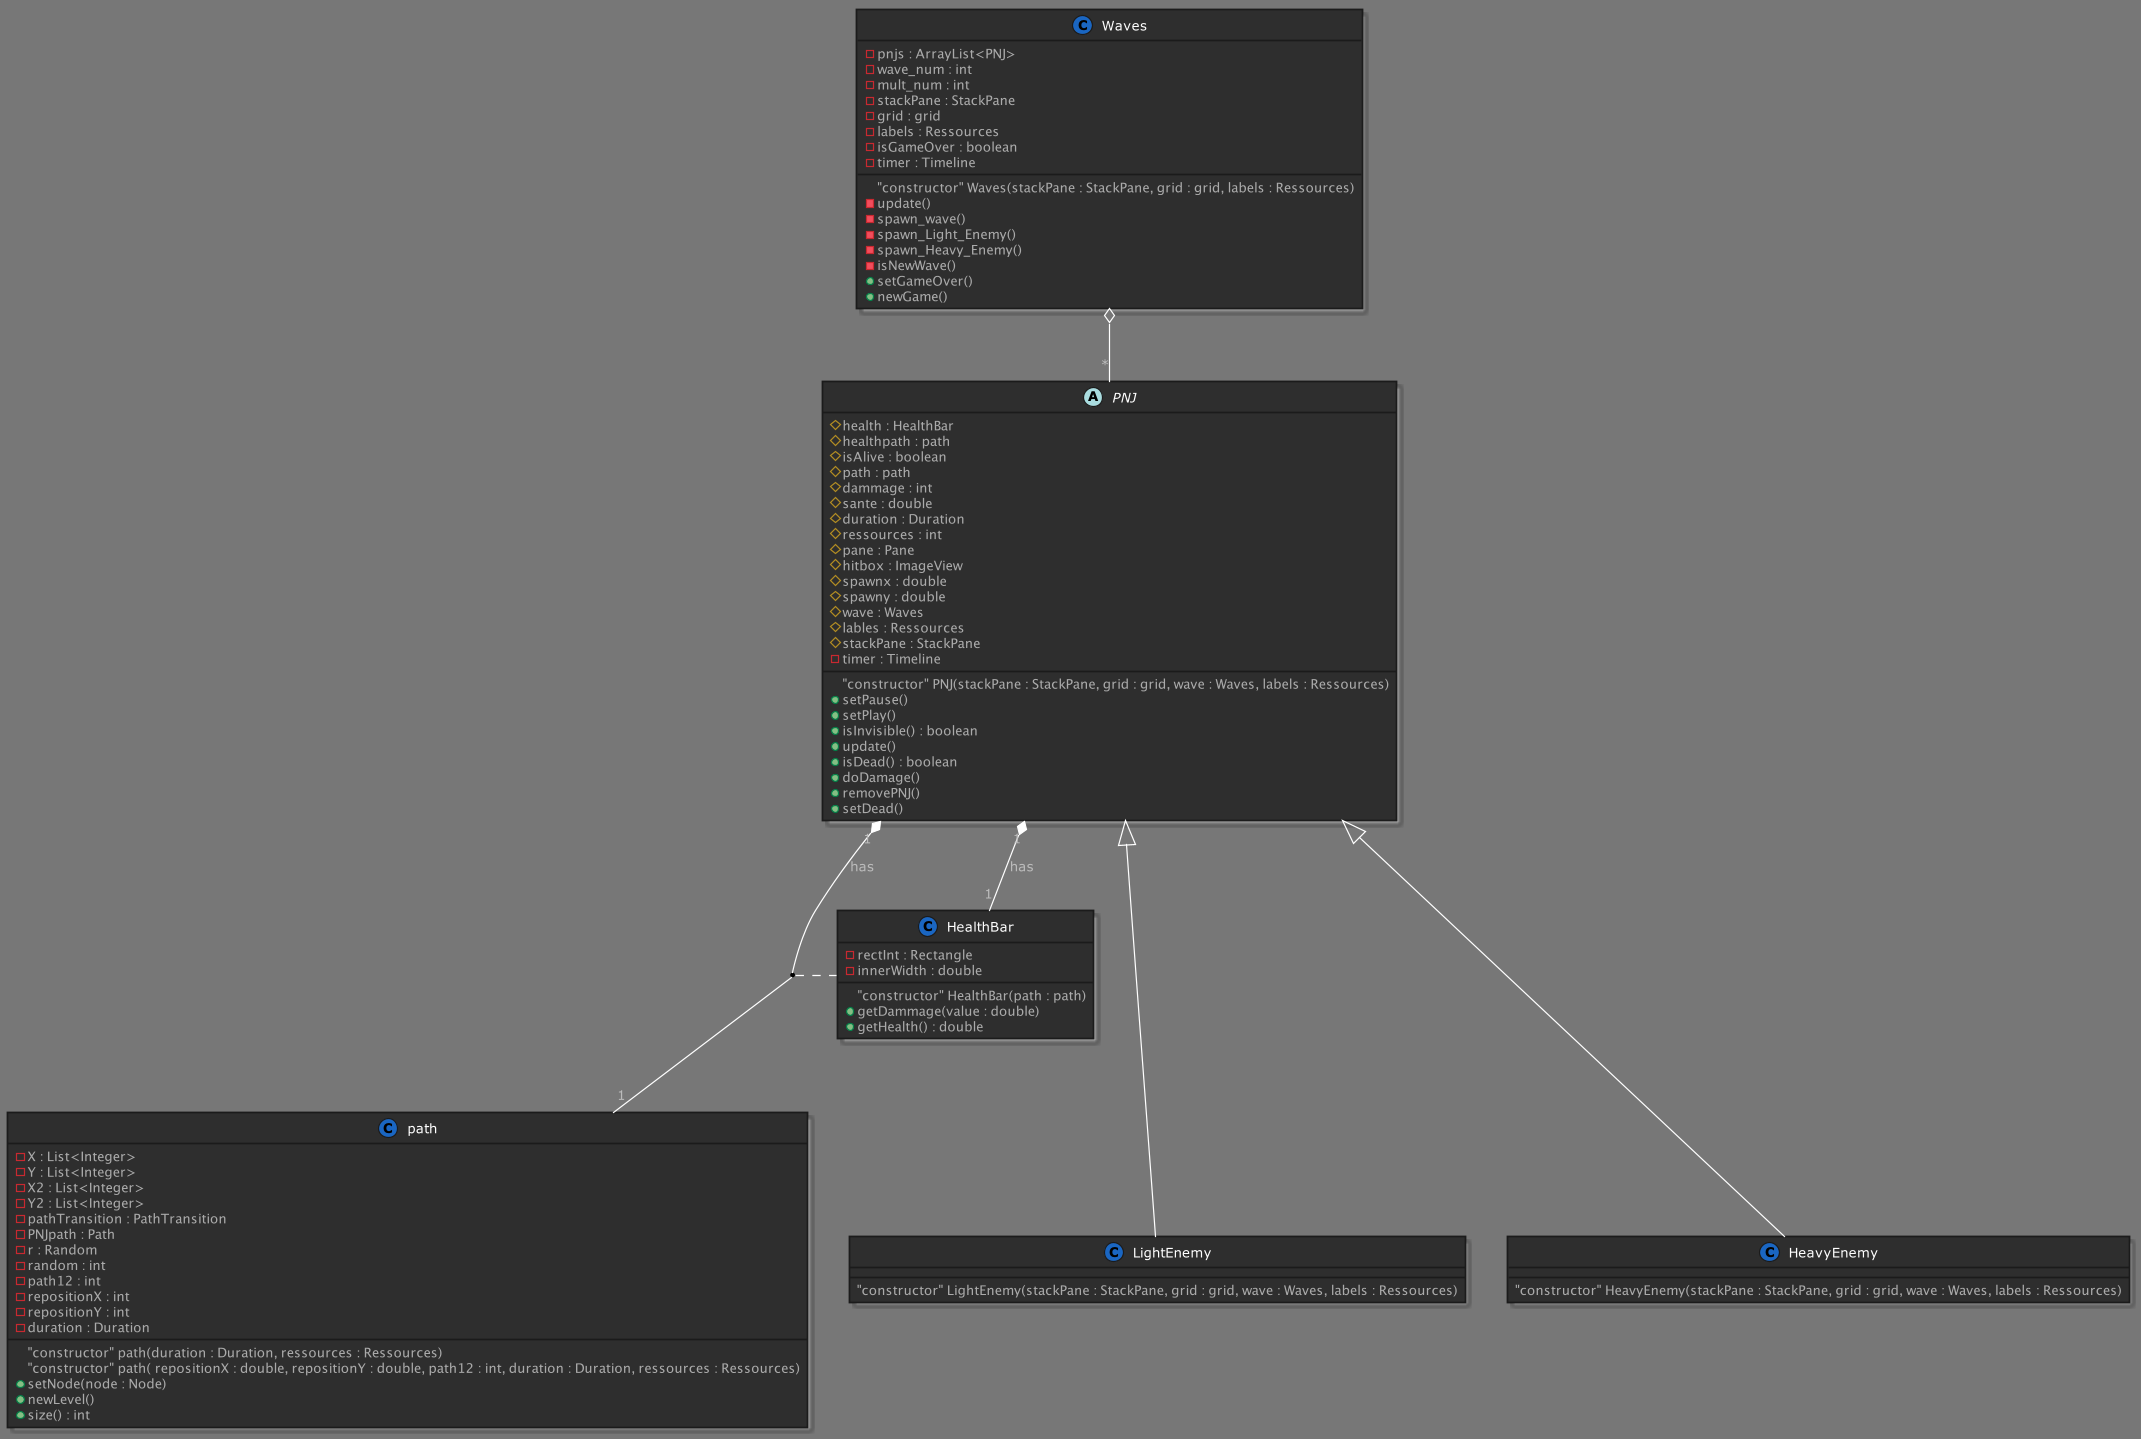 C Waves
pnjs : ArrayList<PNJ>
wave_num : int
mult_num : int
stackPane : StackPane
grid : grid
labels : Ressources
isGameOver : boolean
timer : Timeline
"constructor" Waves(stackPane : StackPane, grid : grid, labels : Ressources)
update()
spawn_wave()
spawn_Light_Enemy()
spawn_Heavy_Enemy()
isNewWave()
setGameOver()
newGame()
*
A PNJ
health : HealthBar
healthpath : path
isAlive : boolean
path : path
dammage : int
sante : double
duration : Duration
ressources : int
pane : Pane
hitbox : ImageView
spawnx : double
spawny : double
wave : Waves
lables : Ressources
stackPane : StackPane
timer : Timeline
"constructor" PNJ(stackPane : StackPane, grid : grid, wave : Waves, labels : Ressources)
setPause()
setPlay()
isInvisible() : boolean
update()
isDead() : boolean
doDamage()
removePNJ()
setDead()
1
1
has
has
1
C HealthBar
rectInt : Rectangle
innerWidth : double
"constructor" HealthBar(path : path)
getDammage(value : double)
getHealth() : double
1
C path
X : List<Integer>
Y : List<Integer>
X2 : List<Integer>
Y2 : List<Integer>
pathTransition : PathTransition
PNJpath : Path
r : Random
random : int
path12 : int
repositionX : int
repositionY : int
duration : Duration
"constructor" path(duration : Duration, ressources : Ressources)
"constructor" path( repositionX : double, repositionY : double, path12 : int, duration : Duration, ressources : Ressources)
setNode(node : Node)
newLevel()
size() : int
C LightEnemy
"constructor" LightEnemy(stackPane : StackPane, grid : grid, wave : Waves, labels : Ressources)
C HeavyEnemy
"constructor" HeavyEnemy(stackPane : StackPane, grid : grid, wave : Waves, labels : Ressources)